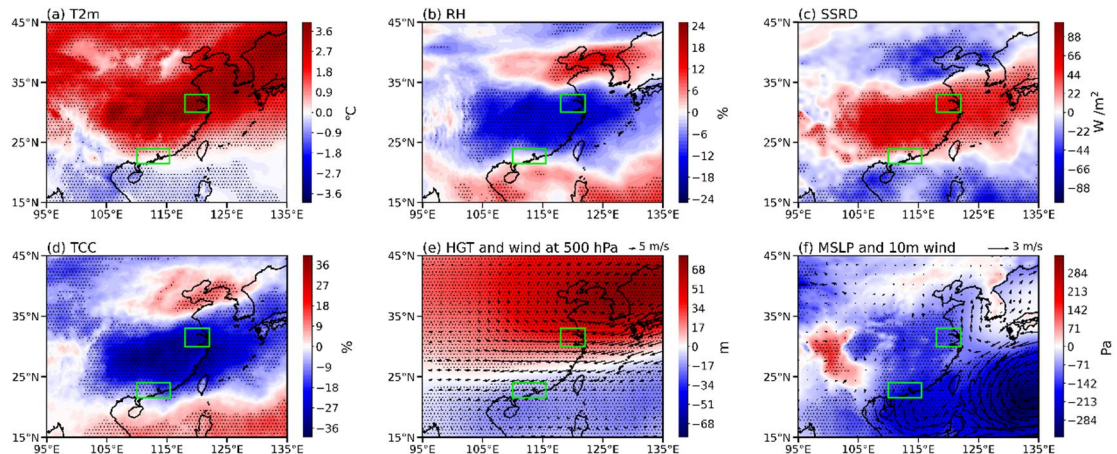 (a) T2m
45°N
35°N
25°N
15°N
95°E
105°E
115°E
125°E
135°E
3.6
2.7
1.8
0.9
0.0
−0.9
−1.8
−2.7
−3.6
°C
(b) RH
45°N
35°N
25°N
15°N
95°E
105°E
115°E
125°E
135°E
24
18
12
6
0
−6
−12
−18
−24
%
(c) SSRD
45°N
35°N
25°N
15°N
95°E
105°E
115°E
125°E
135°E
88
66
44
22
0
−22
−44
−66
−88
W /m²
(d) TCC
45°N
35°N
25°N
15°N
95°E
105°E
115°E
125°E
135°E
36
27
18
9
0
−9
−18
−27
−36
%
(e) HGT and wind at 500 hPa
5 m/s
45°N
35°N
25°N
15°N
95°E
105°E
115°E
125°E
135°E
68
51
34
17
0
−17
−34
−51
−68
m
(f) MSLP and 10m wind
3 m/s
45°N
35°N
25°N
15°N
95°E
105°E
115°E
125°E
135°E
284
213
142
71
0
−71
−142
−213
−284
Pa